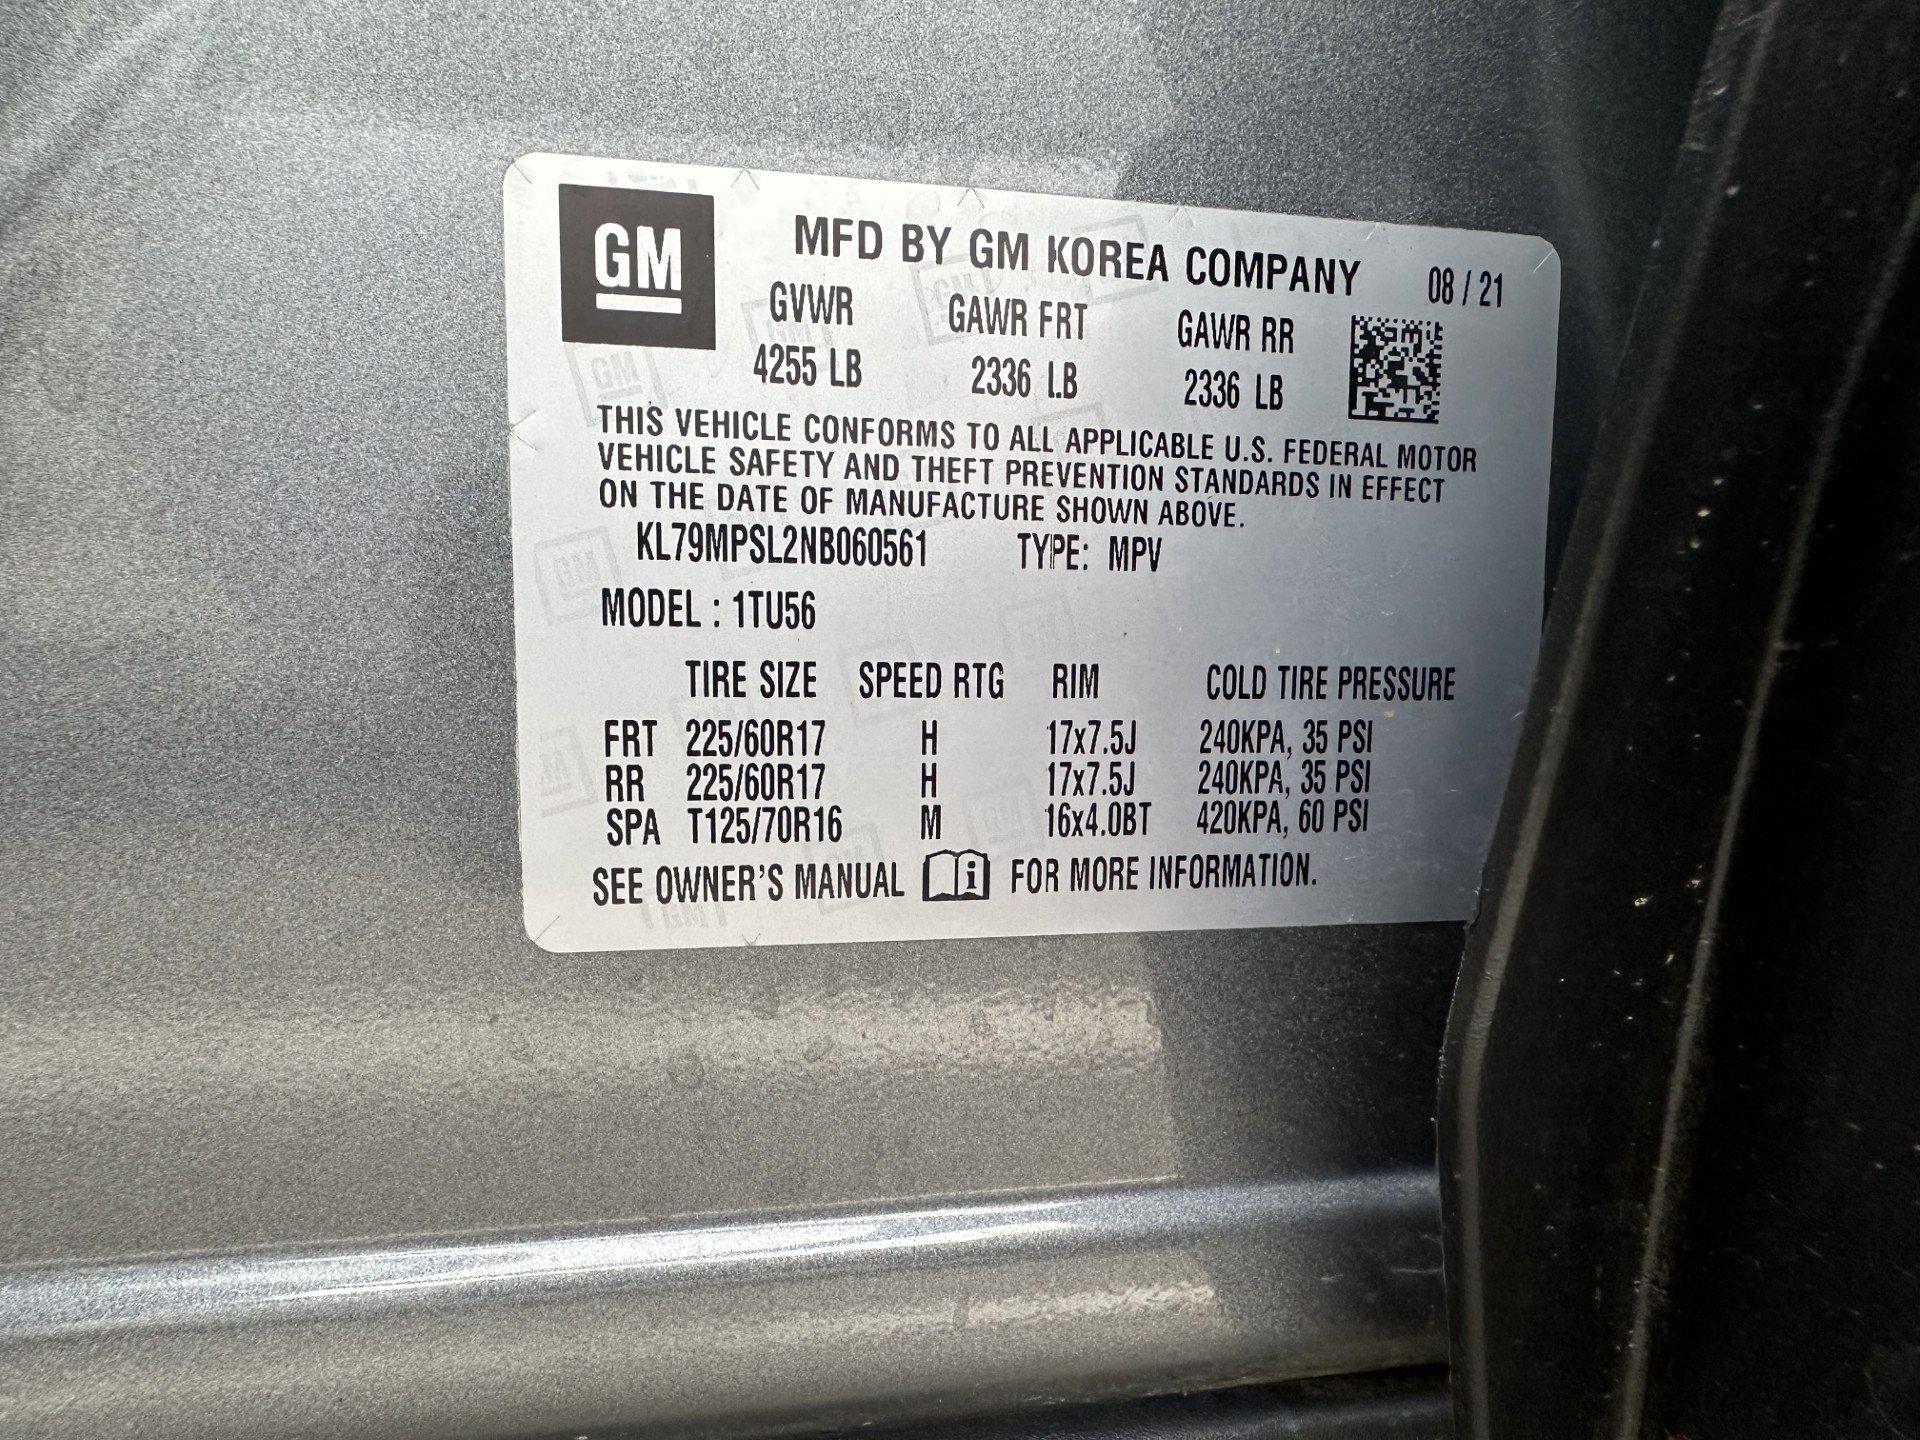 GM
MFD BY GM KOREA COMPANY 08 / 21
GVWR GAWR FRT GAWR RR
4255 LB 2336 LB 2336 LB
THIS VEHICLE CONFORMS TO ALL APPLICABLE U.S. FEDERAL MOTOR
VEHICLE SAFETY AND THEFT PREVENTION STANDARDS IN EFFECT
ON THE DATE OF MANUFACTURE SHOWN ABOVE.
KL79MPSL2NB060561 TYPE: MPV
MODEL : 1TU56
TIRE SIZE SPEED RTG RIM COLD TIRE PRESSURE
FRT 225/60R17 H 17x7.5J 240KPA, 35 PSI
RR 225/60R17 H 17x7.5J 240KPA, 35 PSI
SPA T125/70R16 M 16x4.0BT 420KPA, 60 PSI
SEE OWNER'S MANUAL i FOR MORE INFORMATION.